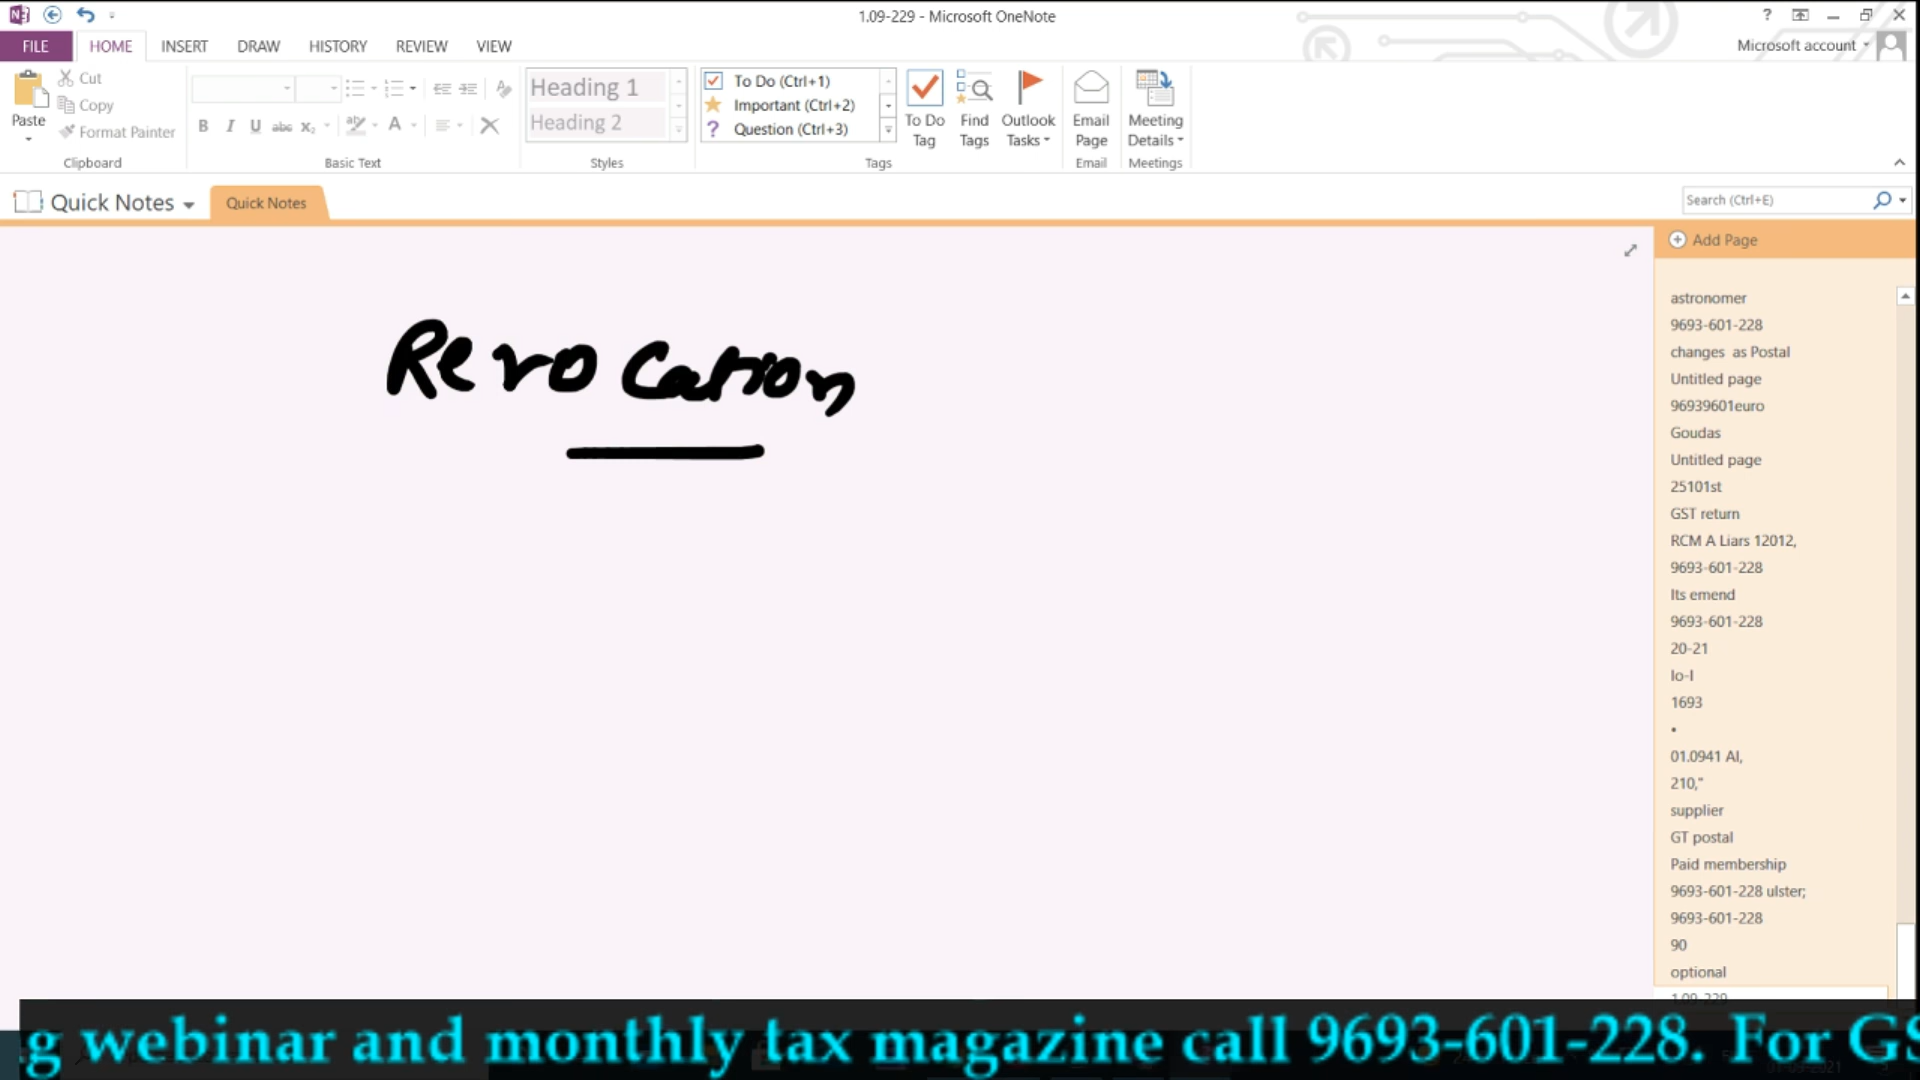 1.09-229 - Microsoft OneNote
FILE HOME INSERT DRAW HISTORY REVIEW VIEW
Microsoft account
Paste
Cut
Copy
Format Painter
Clipboard
Basic Text
Heading 1
Heading 2
Styles
To Do (Ctrl+1)
Important (Ctrl+2)
Question (Ctrl+3)
To Do Tag
Find Tags
Outlook Tasks
Tags
Email Page
Email
Meeting Details
Meetings
Quick Notes
Quick Notes
Search (Ctrl+E)
Add Page
Revocation
astronomer
9693-601-228
changes as Postal
Untitled page
96939601euro
Goudas
Untitled page
25101st
GST return
RCM A Liars 12012,
9693-601-228
Its emend
9693-601-228
20-21
Io-I
1693
•
01.0941 AI,
210,"
supplier
GT postal
Paid membership
9693-601-228 ulster;
9693-601-228
90
optional
1.09-229
g webinar and monthly tax magazine call 9693-601-228. For GS